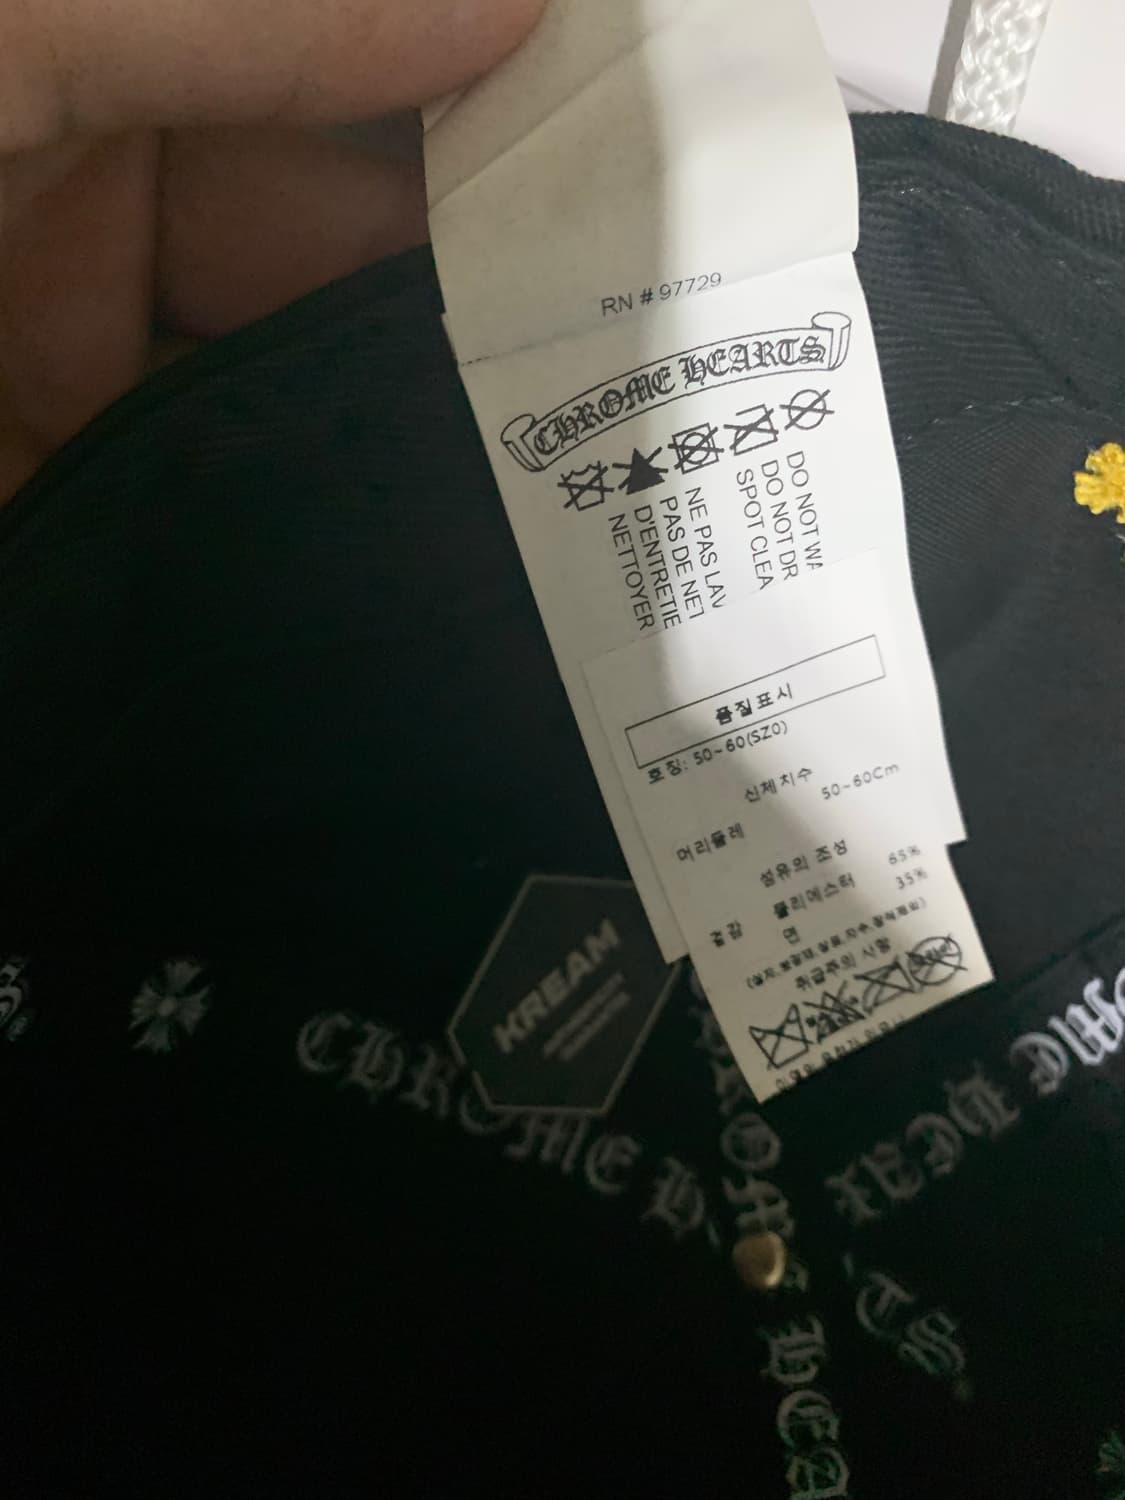 RN # 97729
CHROME HEARTS
DO NOT WA
DO NOT DR
SPOT CLEA
NE PAS LAV
PAS DE NET
D'ENTRETIE
NETTOYER
품질표시
호칭: 50~60(SZ0)
신체치수
머리둘레 50~60Cm
섬유의 조성
겉감 폴리에스터 65%
면 35%
취급주의 사항
KREAM
CHROME H
HEA
TS